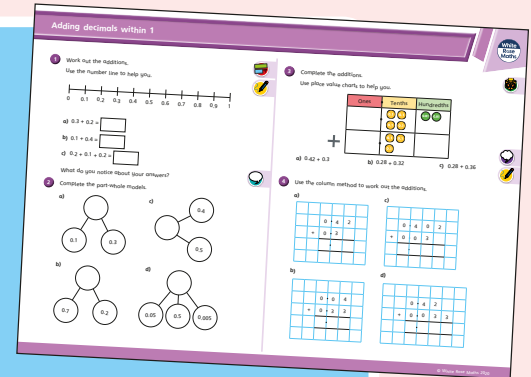 Adding decimals within 1
White
Rose
Maths
1 Work out the additions.
Use the number line to help you.
0 0.1 0.2 0.3 0.4 0.5 0.6 0.7 0.8 0.9 1
a) 0.3 + 0.2 =
b) 0.1 + 0.4 =
c) 0.2 + 0.1 + 0.2 =
What do you notice about your answers?
2 Complete the part-whole models.
a)
0.1 0.3
c)
0.4
0.5
b)
0.7 0.2
d)
0.05 0.5 0.005
3 Complete the additions.
Use place value charts to help you.
Ones Tenths Hundredths
+
a) 0.42 + 0.3 b) 0.28 + 0.32 c) 0.28 + 0.36
4 Use the column method to work out the additions.
a)
0 . 4 2
+ 0 . 3
.
c)
0 . 4 0 2
+ 0 0 3
.
b)
0 . 0 4
+ 0 . 3 3
.
d)
0 . 4 2
+ 0 . 0 3 3
.
© White Rose Maths